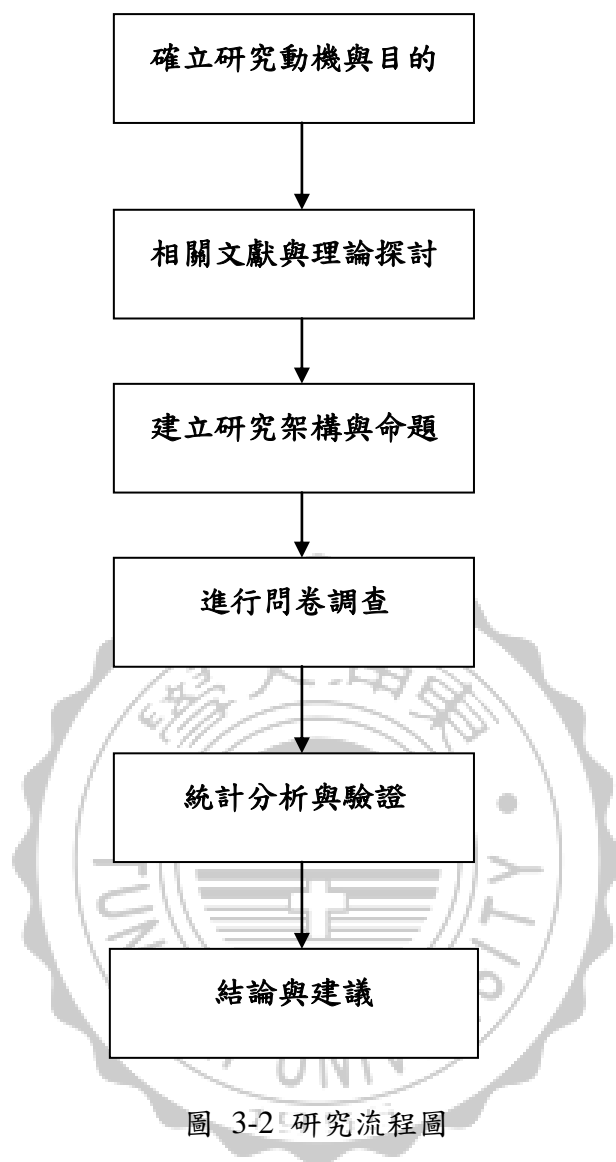 確立研究動機與目的
相關文獻與理論探討
建立研究架構與命題
進行問卷調查
統計分析與驗證
結論與建議
圖 3-2 研究流程圖